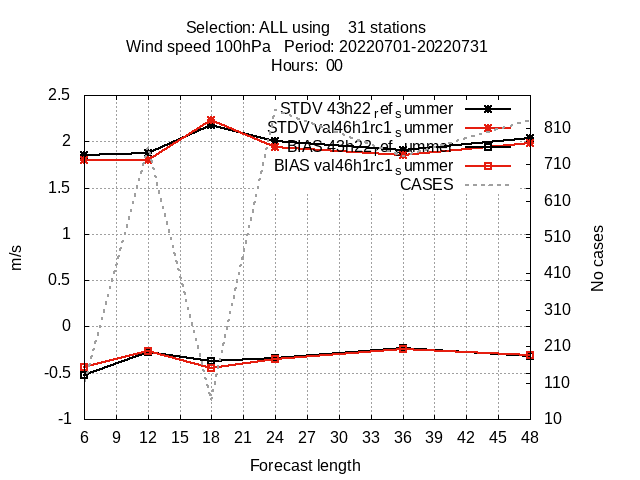 Selection: ALL using 31 stations
Wind speed 100hPa Period: 20220701-20220731
Hours: 00
2.5
2
1.5
1
0.5
0
-0.5
-1
m/s
STDV 43h22_ref_summer
STDV val46h1rc1_summer
BIAS 43h22_ref_summer
BIAS val46h1rc1_summer
CASES
810
710
610
510
410
310
210
110
10
No cases
6 9 12 15 18 21 24 27 30 33 36 39 42 45 48
Forecast length